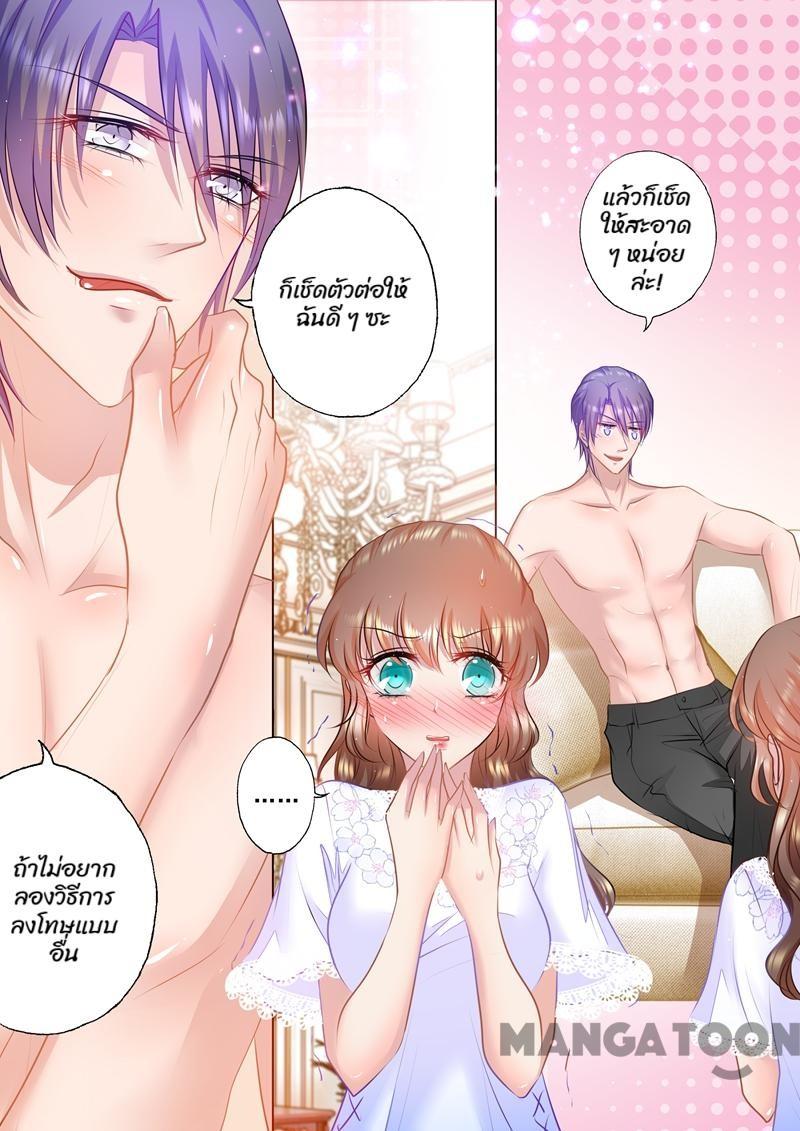 ถ้าไม่อยาก
ลองวิธีการ
ลงโทษแบบ
อื่น
ก็เช็ดตัวต่อให้
ฉันดี ๆ ซะ
แล้วก็เช็ด
ให้สะอาด
ๆ หน่อย
ล่ะ!
......
MANGATOON